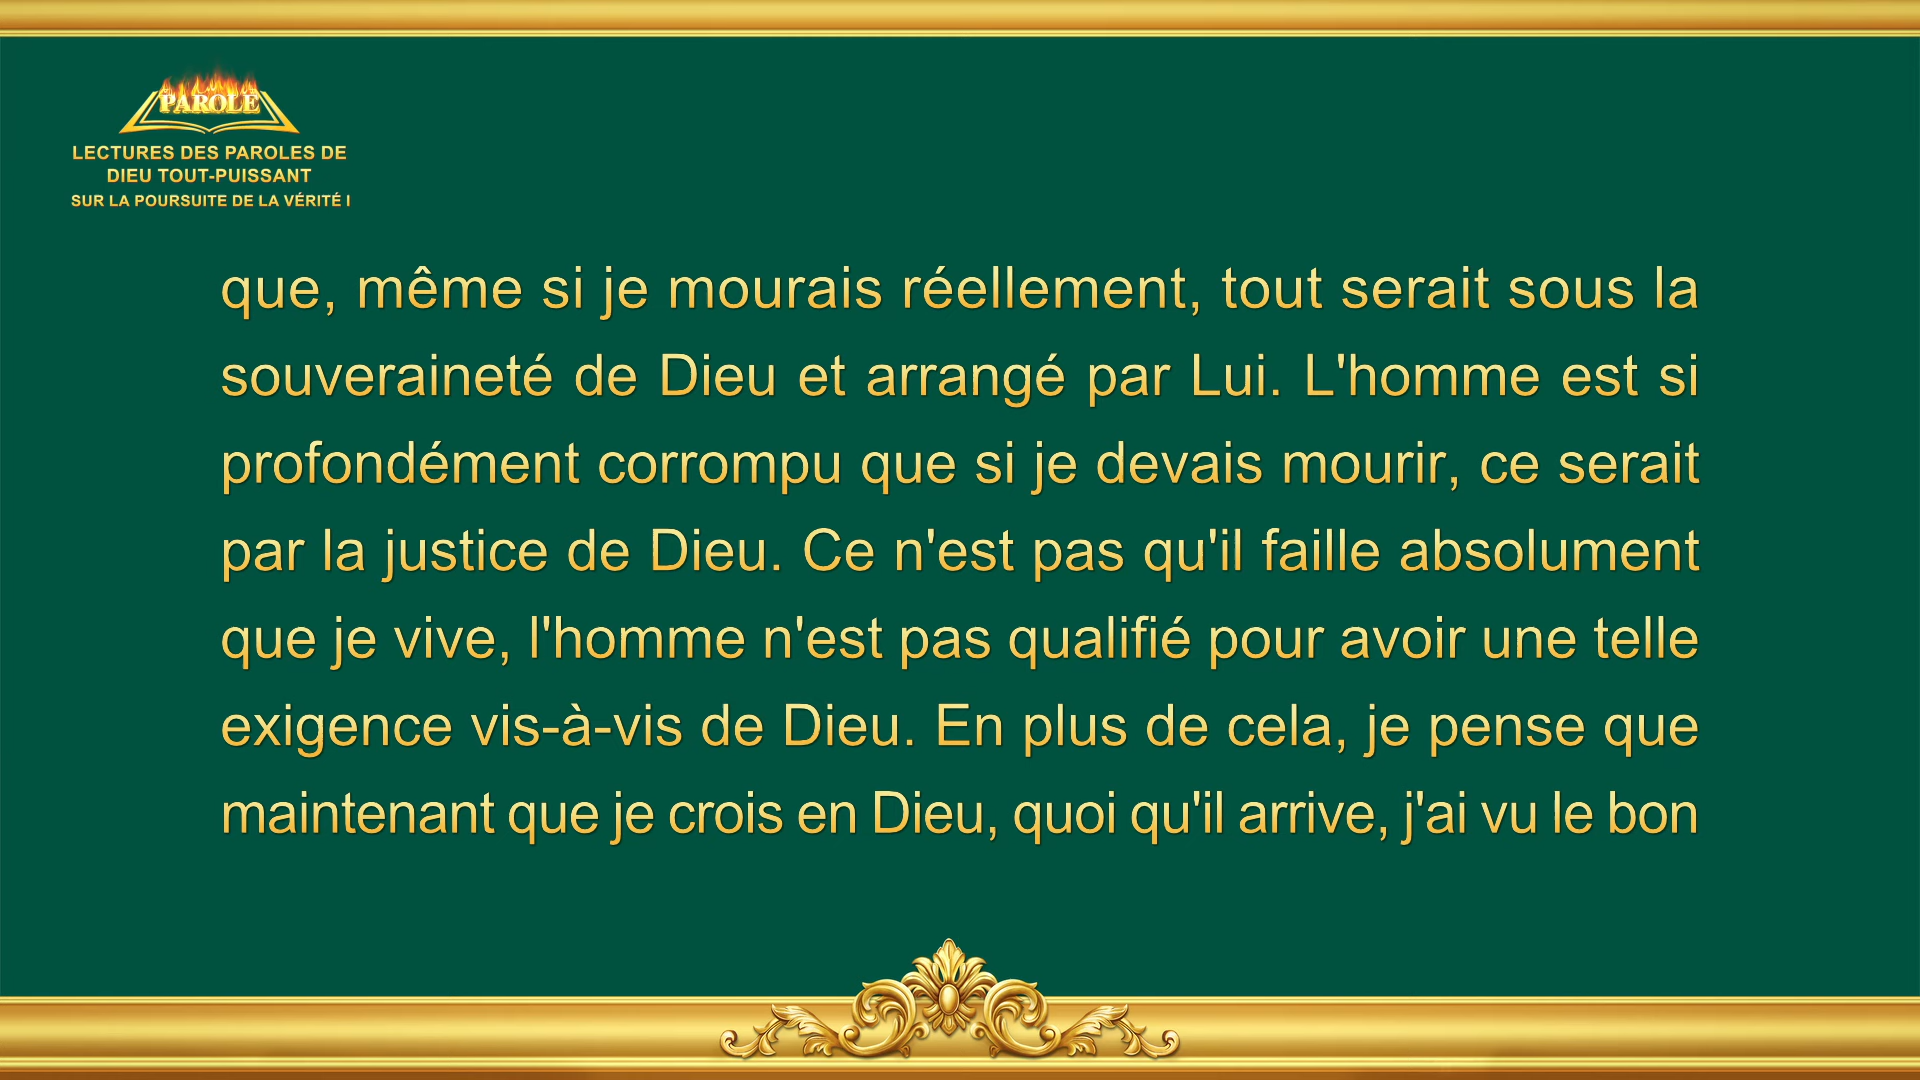 PAROLE
LECTURES DES PAROLES DE
DIEU TOUT-PUISSANT
SUR LA POURSUITE DE LA VÉRITÉ I
que, même si je mourais réellement, tout serait sous la
souveraineté de Dieu et arrangé par Lui. L'homme est si
profondément corrompu que si je devais mourir, ce serait
par la justice de Dieu. Ce n'est pas qu'il faille absolument
que je vive, l'homme n'est pas qualifié pour avoir une telle
exigence vis-à-vis de Dieu. En plus de cela, je pense que
maintenant que je crois en Dieu, quoi qu'il arrive, j'ai vu le bon